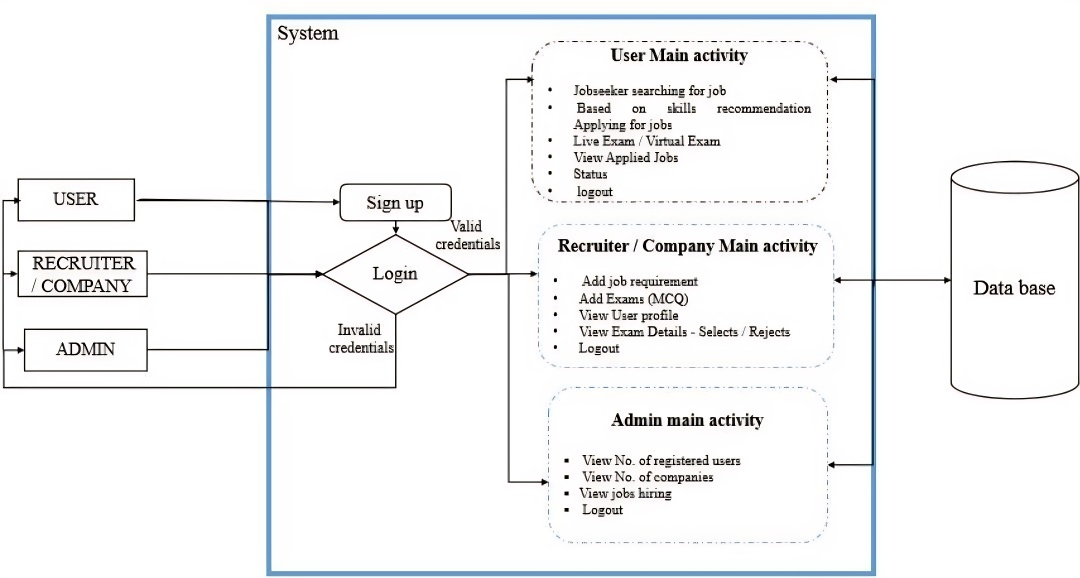 System
USER
RECRUITER
/ COMPANY
ADMIN
Sign up
Login
Valid
credentials
Invalid
credentials
User Main activity
• Jobseeker searching for job
• Based on skills recommendation
Applying for jobs
• Live Exam / Virtual Exam
• View Applied Jobs
• Status
• logout
Recruiter / Company Main activity
• Add job requirement
• Add Exams (MCQ)
• View User profile
• View Exam Details - Selects / Rejects
• Logout
Admin main activity
▪ View No. of registered users
▪ View No. of companies
▪ View jobs hiring
▪ Logout
Data base